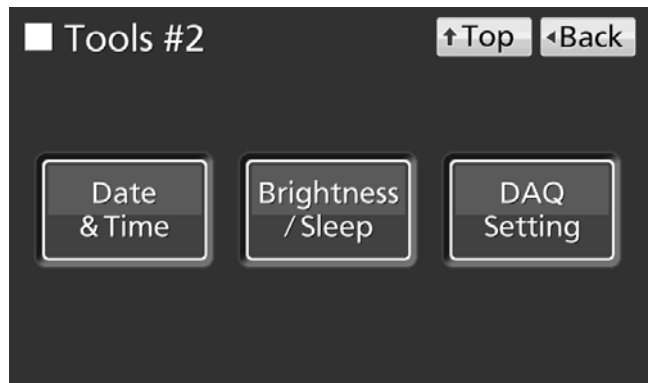 Tools #2
↑Top
◂Back
Date
& Time
Brightness
/ Sleep
DAQ
Setting